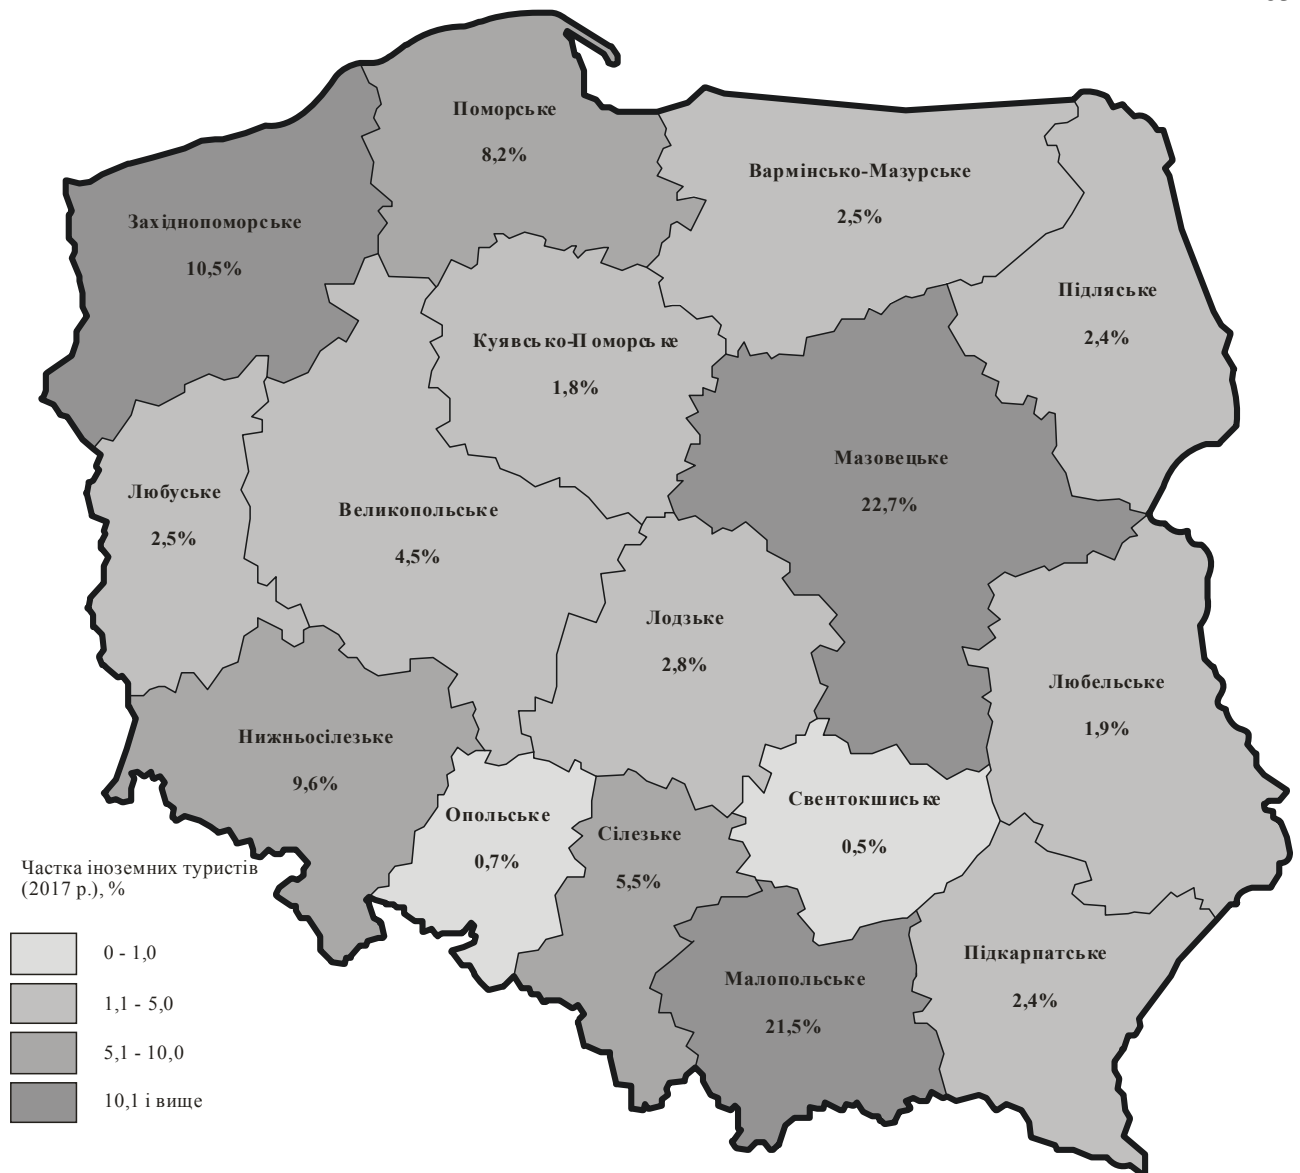 Поморське
8,2%
Вармінсько-Мазурське
2,5%
Західнопоморське
10,5%
Підляське
2,4%
Куявсько-Поморське
1,8%
Мазовецьке
22,7%
Любуське
2,5%
Великопольське
4,5%
Лодзьке
2,8%
Любельське
1,9%
Нижньосілезьке
9,6%
Свентокшиське
0,5%
Опольське
0,7%
Сілезьке
5,5%
Підкарпатське
2,4%
Малопольське
21,5%
Частка іноземних туристів
(2017 р.), %
0 - 1,0
1,1 - 5,0
5,1 - 10,0
10,1 і вище